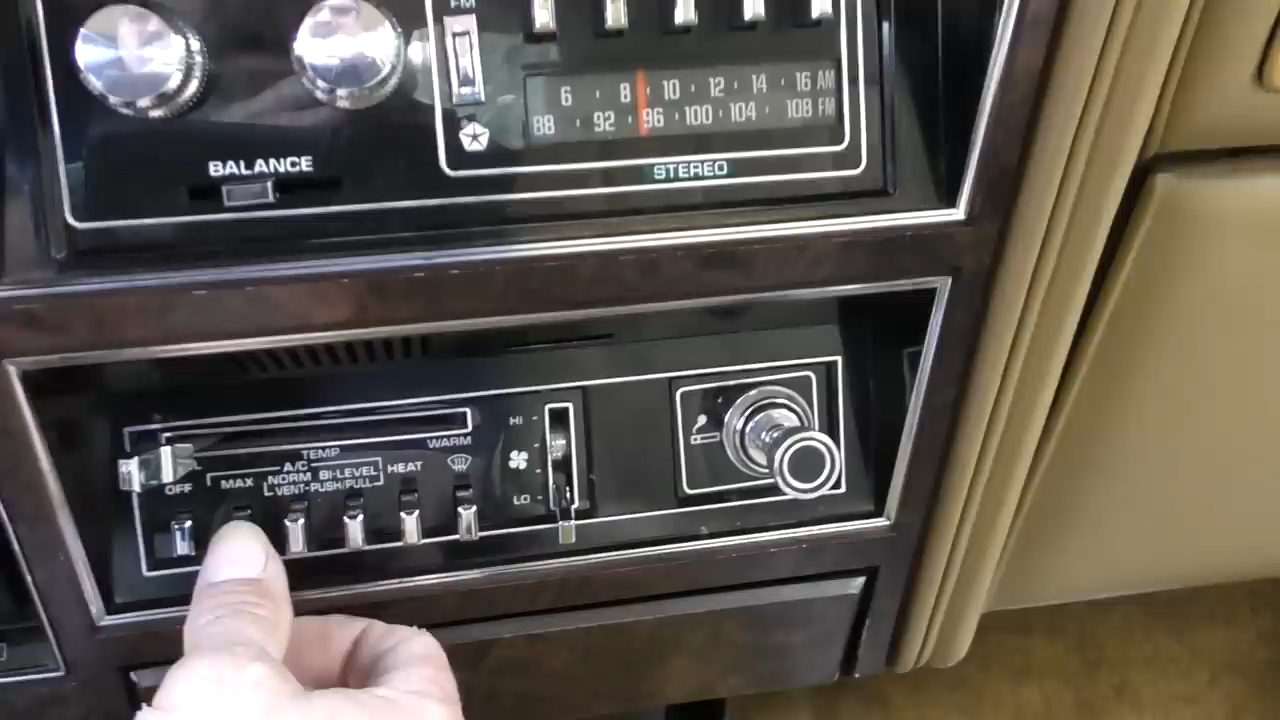 FM
6 8 10 12 14 16 AM
88 92 96 100 104 108 FM
BALANCE
STEREO
HI
WARM
TEMP
A/C
OFF MAX NORM BI-LEVEL HEAT
VENT-PUSH/PULL
LO